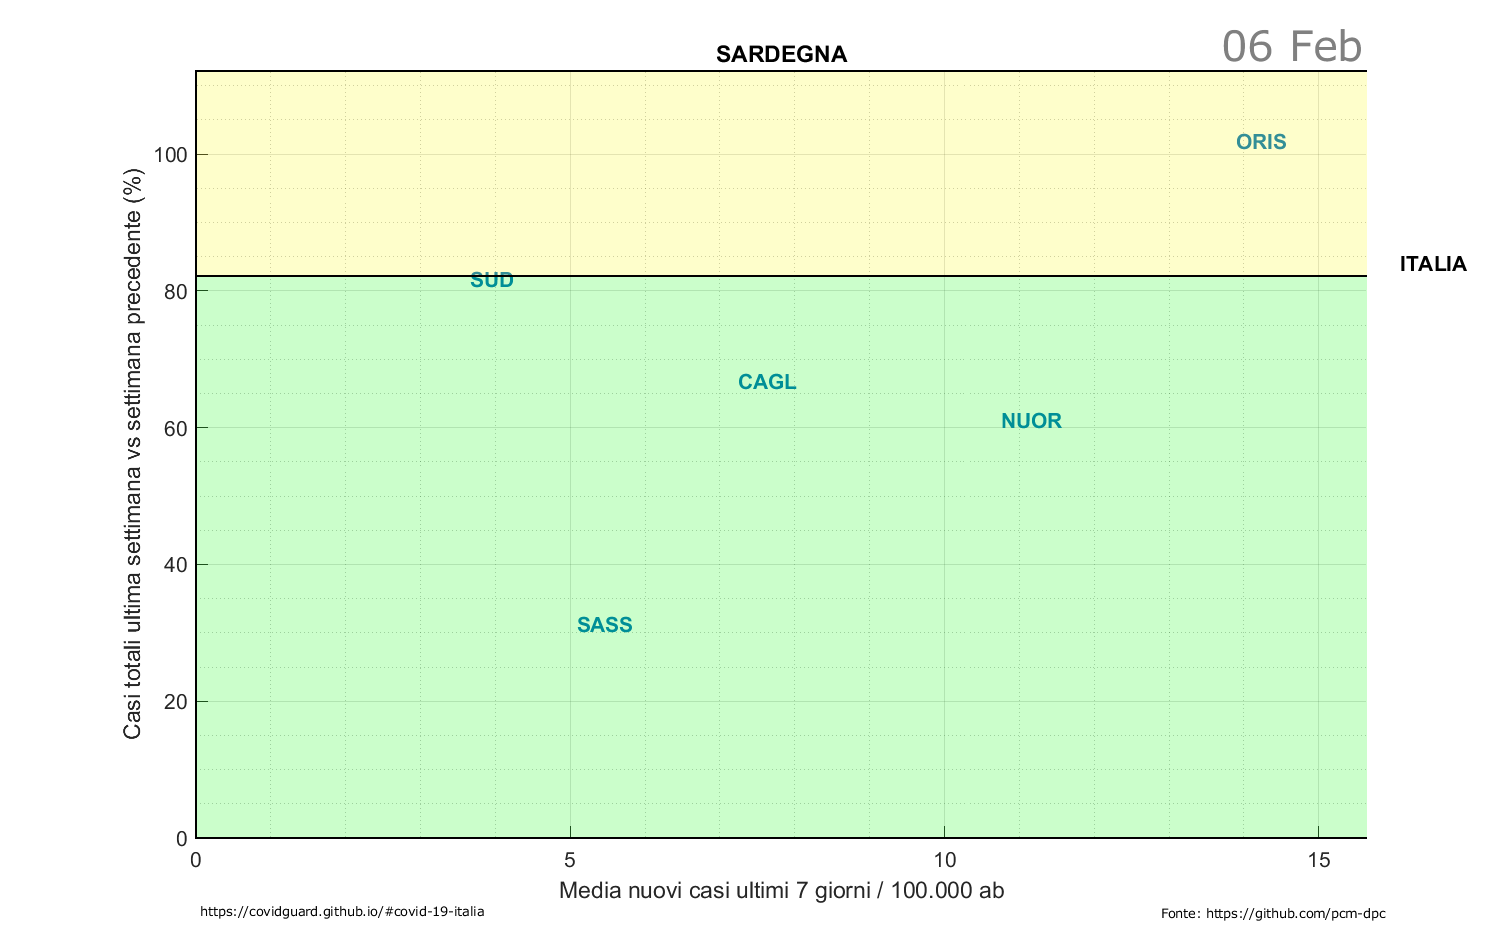 SARDEGNA
06 Feb
Casi totali ultima settimana vs settimana precedente (%)
100
80
60
40
20
0
ORIS
ITALIA
SUD
CAGL
NUOR
SASS
0
5
10
15
Media nuovi casi ultimi 7 giorni / 100.000 ab
https://covidguard.github.io/#covid-19-italia
Fonte: https://github.com/pcm-dpc